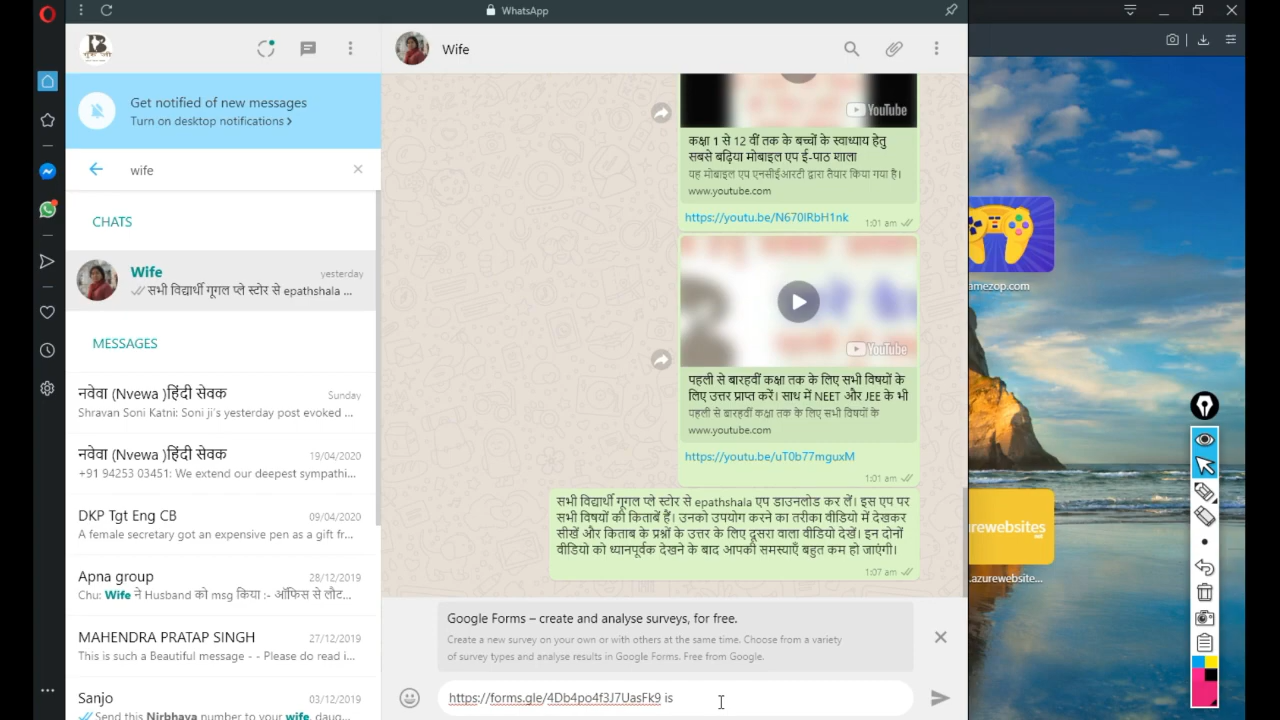 WhatsApp
Get notified of new messages
Turn on desktop notifications >
wife
CHATS
Wife
yesterday
सभी विद्यार्थी गूगल प्ले स्टोर से epathshala ...
MESSAGES
नवेवा (Nvewa )हिंदी सेवक
Sunday
Shravan Soni Katni: Soni ji's yesterday post evoked ...
नवेवा (Nvewa )हिंदी सेवक
19/04/2020
+91 94253 03451: We extend our deepest sympathi...
DKP Tgt Eng CB
09/04/2020
A female secretary got an expensive pen as a gift fr...
Apna group
28/12/2019
Chu: Wife ने Husband को msg किया :- ऑफिस से लौट...
MAHENDRA PRATAP SINGH
27/12/2019
This is such a Beautiful message - - Please do read i...
Sanjo
03/12/2019
Send this Nirbhaya number to your wife, daug...
Wife
YouTube
कक्षा 1 से 12 वीं तक के बच्चों के स्वाध्याय हेतु
सबसे बढ़िया मोबाइल एप ई-पाठ शाला
यह मोबाइल एप एनसीईआरटी द्वारा तैयार किया गया है।
www.youtube.com
https://youtu.be/N670IRbH1nk
1:01 am
YouTube
पहली से बारहवीं कक्षा तक के लिए सभी विषयों के
लिए उत्तर प्राप्त करें। साथ में NEET और JEE के भी
पहली से बारहवीं कक्षा तक के लिए सभी विषयों के
www.youtube.com
https://youtu.be/uT0b77mguxM
1:01 am
सभी विद्यार्थी गूगल प्ले स्टोर से epathshala एप डाउनलोड कर लें। इस एप पर
सभी विषयों की किताबें हैं। उनको उपयोग करने का तरीका वीडियो में देखकर
सीखें और किताब के प्रश्नों के उत्तर के लिए दूसरा वाला वीडियो देखें। इन दोनों
वीडियो को ध्यानपूर्वक देखने के बाद आपकी समस्याएँ बहुत कम हो जाएंगी।
1:07 am
Google Forms – create and analyse surveys, for free.
Create a new survey on your own or with others at the same time. Choose from a variety
of survey types and analyse results in Google Forms. Free from Google.
https://forms.gle/4Db4po4f3J7UasFk9 is
amezop.com
urewebsites
.azurewebsite...